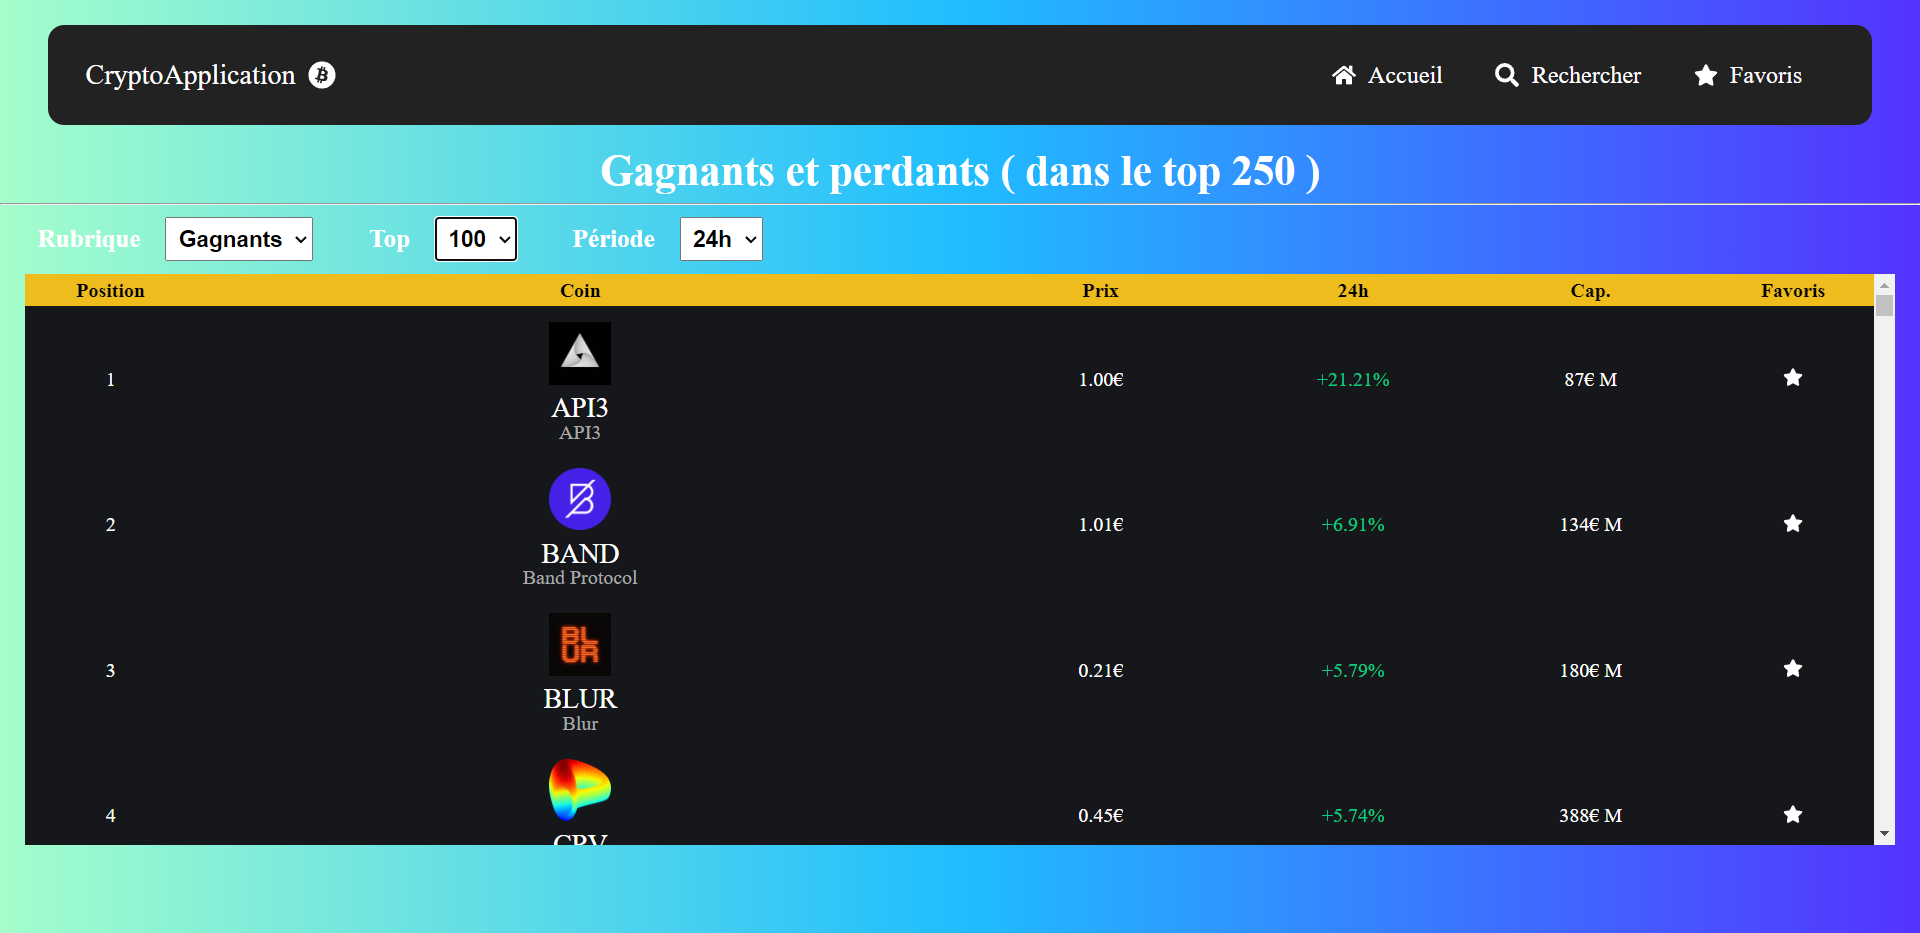 CryptoApplication Accueil Rechercher Favoris
Gagnants et perdants ( dans le top 250 )
Rubrique Gagnants Top 100 Période 24h
Position Coin Prix 24h Cap. Favoris
1 API3 1.00€ +21.21% 87€ M
API3
2 BAND 1.01€ +6.91% 134€ M
Band Protocol
BLUR
3 BLUR 0.21€ +5.79% 180€ M
Blur
4 CRV 0.45€ +5.74% 388€ M